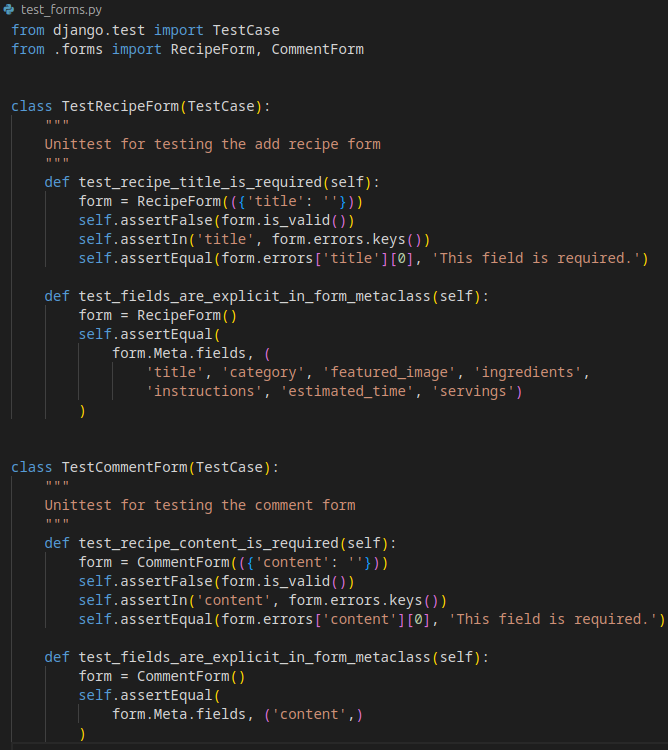 test_forms.py
from django.test import TestCase
from .forms import RecipeForm, CommentForm
class TestRecipeForm(TestCase):
    """
    Unittest for testing the add recipe form
    """
    def test_recipe_title_is_required(self):
        form = RecipeForm(({'title': ''}))
        self.assertFalse(form.is_valid())
        self.assertIn('title', form.errors.keys())
        self.assertEqual(form.errors['title'][0], 'This field is required.')
    def test_fields_are_explicit_in_form_metaclass(self):
        form = RecipeForm()
        self.assertEqual(
            form.Meta.fields, (
                'title', 'category', 'featured_image', 'ingredients',
                'instructions', 'estimated_time', 'servings')
        )
class TestCommentForm(TestCase):
    """
    Unittest for testing the comment form
    """
    def test_recipe_content_is_required(self):
        form = CommentForm(({'content': ''}))
        self.assertFalse(form.is_valid())
        self.assertIn('content', form.errors.keys())
        self.assertEqual(form.errors['content'][0], 'This field is required.')
    def test_fields_are_explicit_in_form_metaclass(self):
        form = CommentForm()
        self.assertEqual(
            form.Meta.fields, ('content',)
        )